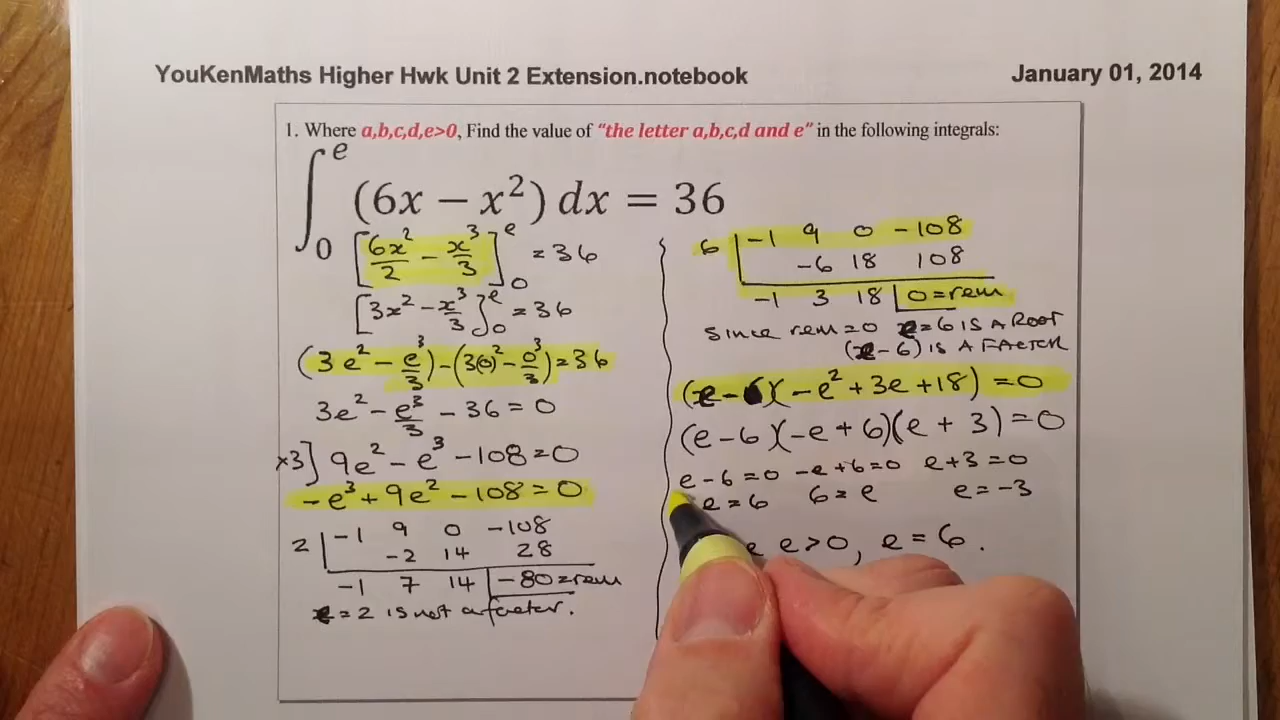 YouKenMaths Higher Hwk Unit 2 Extension.notebook
January 01, 2014
1. Where a,b,c,d,e>0, Find the value of "the letter a,b,c,d and e" in the following integrals:
∫₀ᵉ (6x − x²) dx = 36
[6x²/2 − x³/3]₀ᵉ = 36
[3x² − x³/3]₀ᵉ = 36
(3e² − e³/3) − (3(0)² − 0³/3) = 36
3e² − e³/3 − 36 = 0
×3] 9e² − e³ − 108 = 0
−e³ + 9e² − 108 = 0
2 | −1 9 0 −108
−2 14 28
−1 7 14 | −80 = rem
e = 2 is not a factor.
6 | −1 9 0 −108
−6 18 108
−1 3 18 | 0 = rem
Since rem = 0 e = 6 IS A ROOT
(e − 6) IS A FACTOR
(e − 6)(−e² + 3e + 18) = 0
(e − 6)(−e + 6)(e + 3) = 0
e − 6 = 0 −e + 6 = 0 e + 3 = 0
e = 6 6 = e e = −3
e > 0, e = 6.